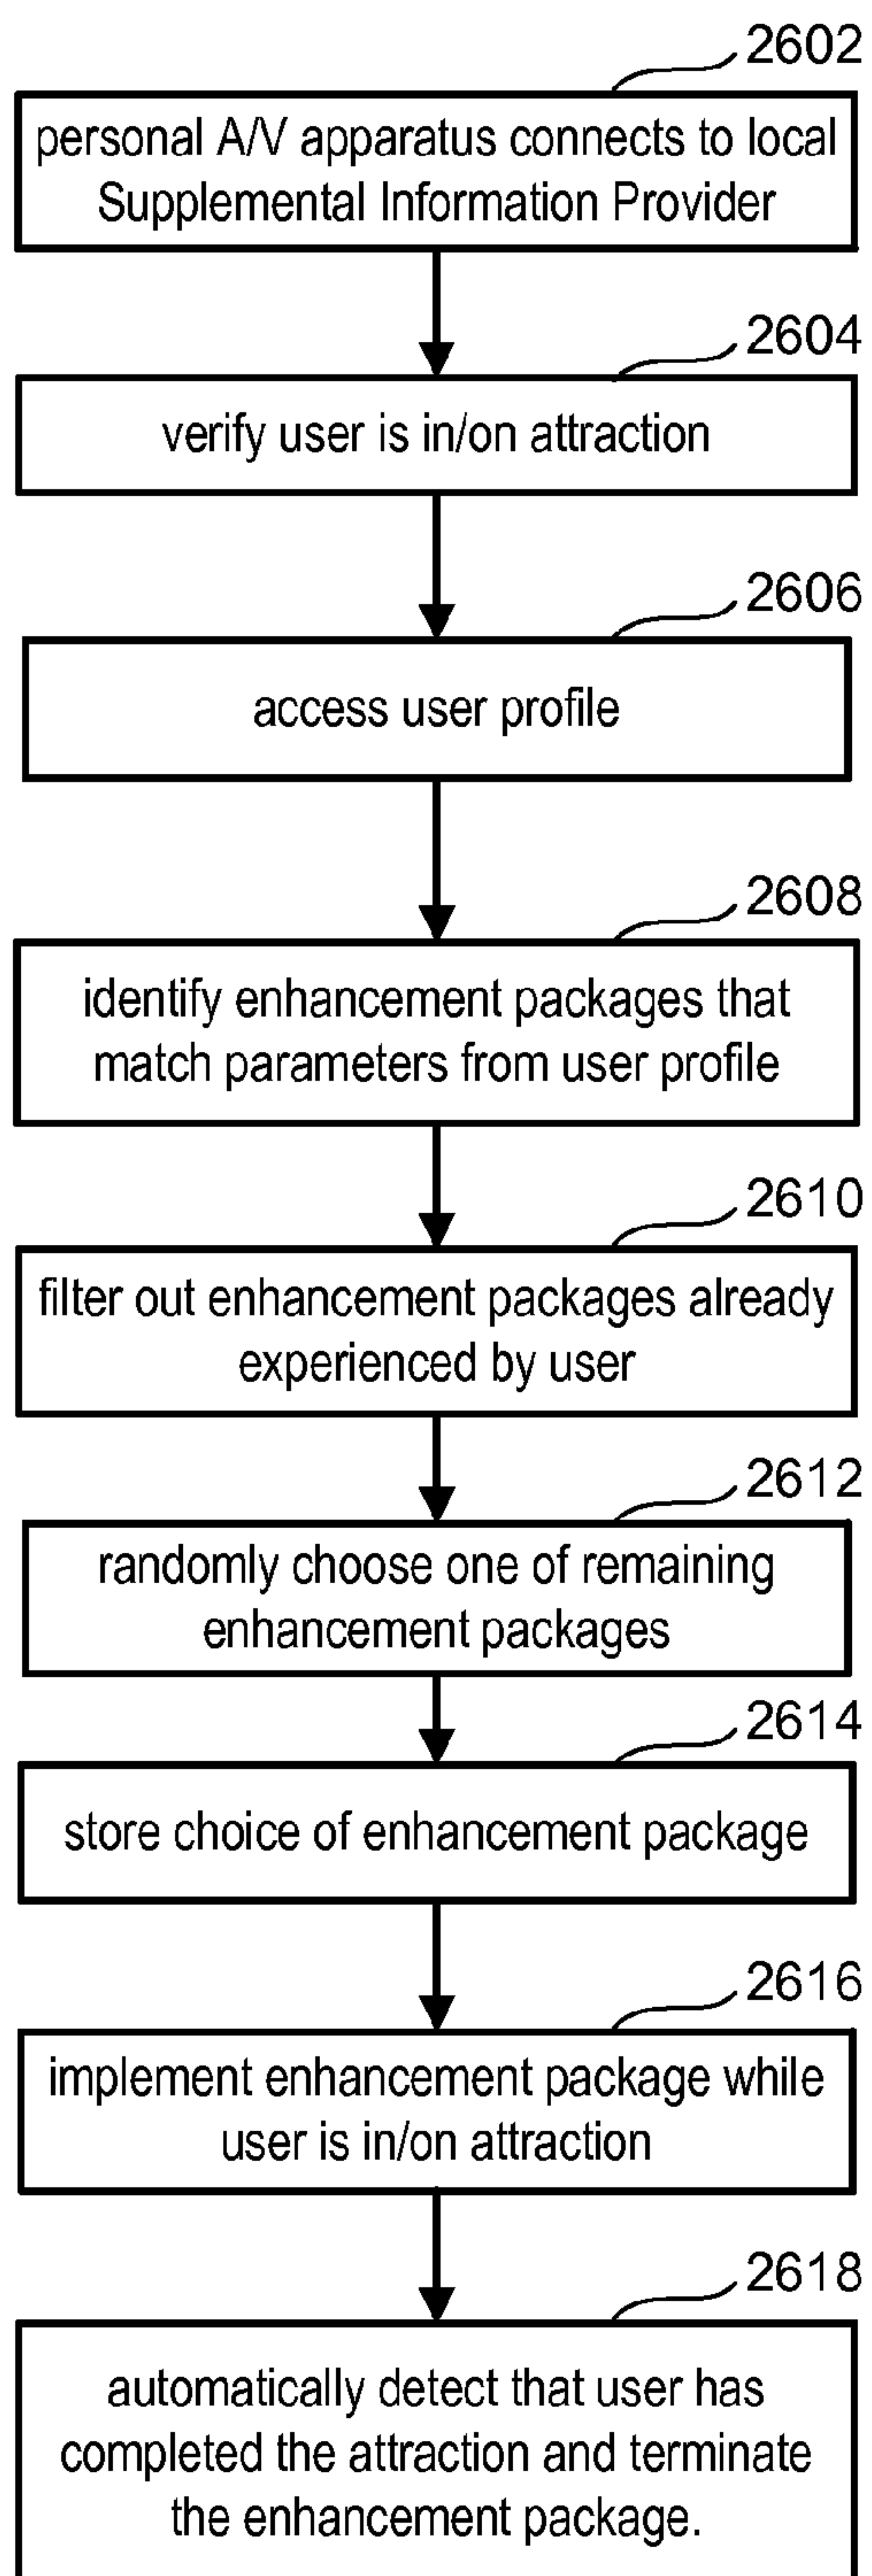 2602
personal A/V apparatus connects to local
Supplemental Information Provider
2604
verify user is in/on attraction
2606
access user profile
2608
identify enhancement packages that
match parameters from user profile
2610
filter out enhancement packages already
experienced by user
2612
randomly choose one of remaining
enhancement packages
2614
store choice of enhancement package
2616
implement enhancement package while
user is in/on attraction
2618
automatically detect that user has
completed the attraction and terminate
the enhancement package.